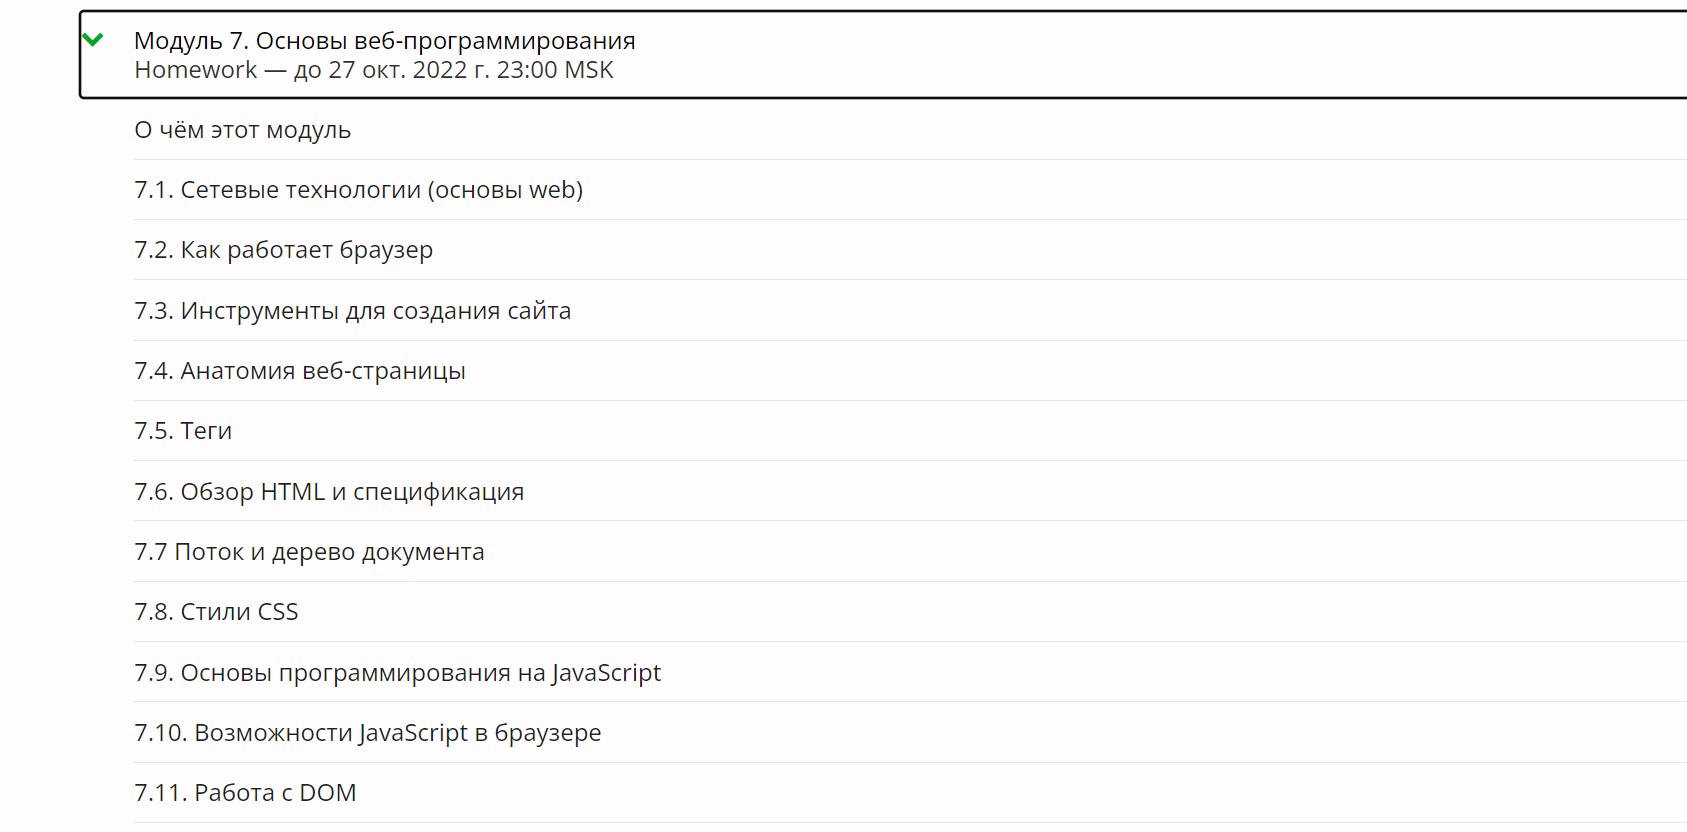 Модуль 7. Основы веб-программирования
Homework — до 27 окт. 2022 г. 23:00 MSK
О чём этот модуль
7.1. Сетевые технологии (основы web)
7.2. Как работает браузер
7.3. Инструменты для создания сайта
7.4. Анатомия веб-страницы
7.5. Теги
7.6. Обзор HTML и спецификация
7.7 Поток и дерево документа
7.8. Стили CSS
7.9. Основы программирования на JavaScript
7.10. Возможности JavaScript в браузере
7.11. Работа с DOM